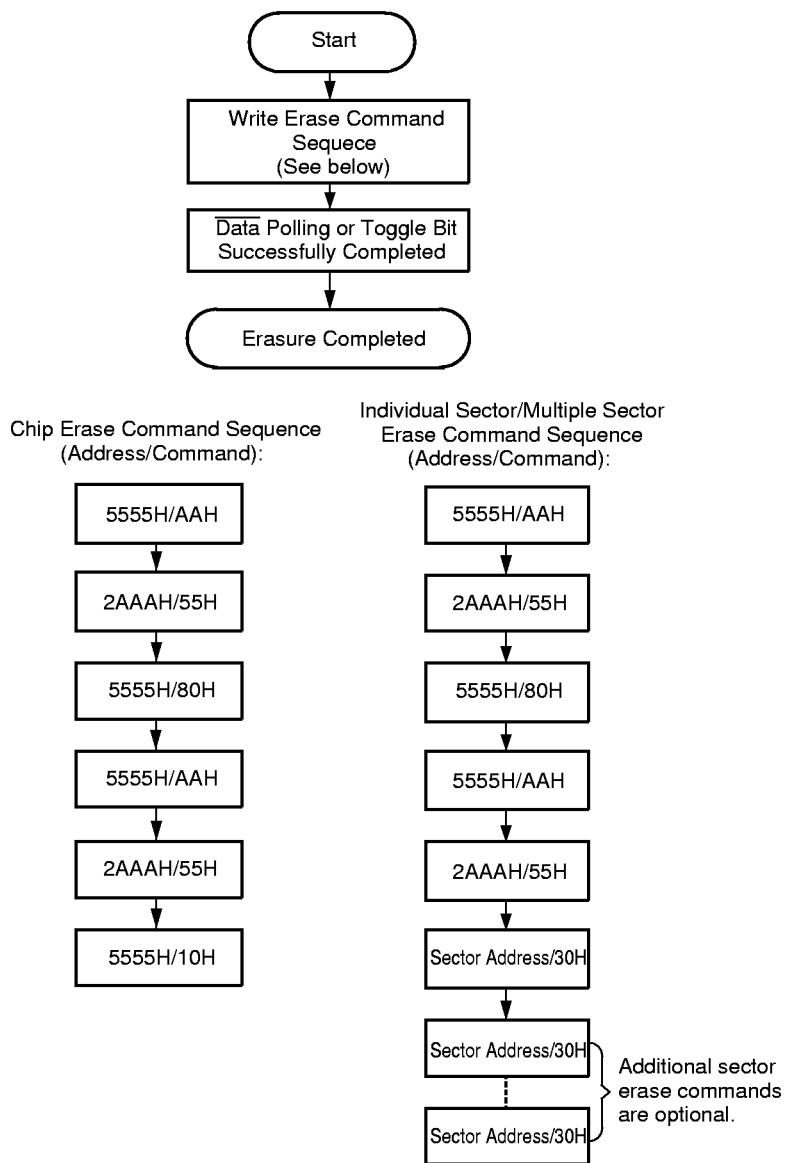 Start
Write Erase Command
Sequece
(See below)
Data Polling or Toggle Bit
Successfully Completed
Erasure Completed
Chip Erase Command Sequence
(Address/Command):
5555H/AAH
2AAAH/55H
5555H/80H
5555H/AAH
2AAAH/55H
5555H/10H
Individual Sector/Multiple Sector
Erase Command Sequence
(Address/Command):
5555H/AAH
2AAAH/55H
5555H/80H
5555H/AAH
2AAAH/55H
Sector Address/30H
Sector Address/30H
Sector Address/30H
Additional sector
erase commands
are optional.